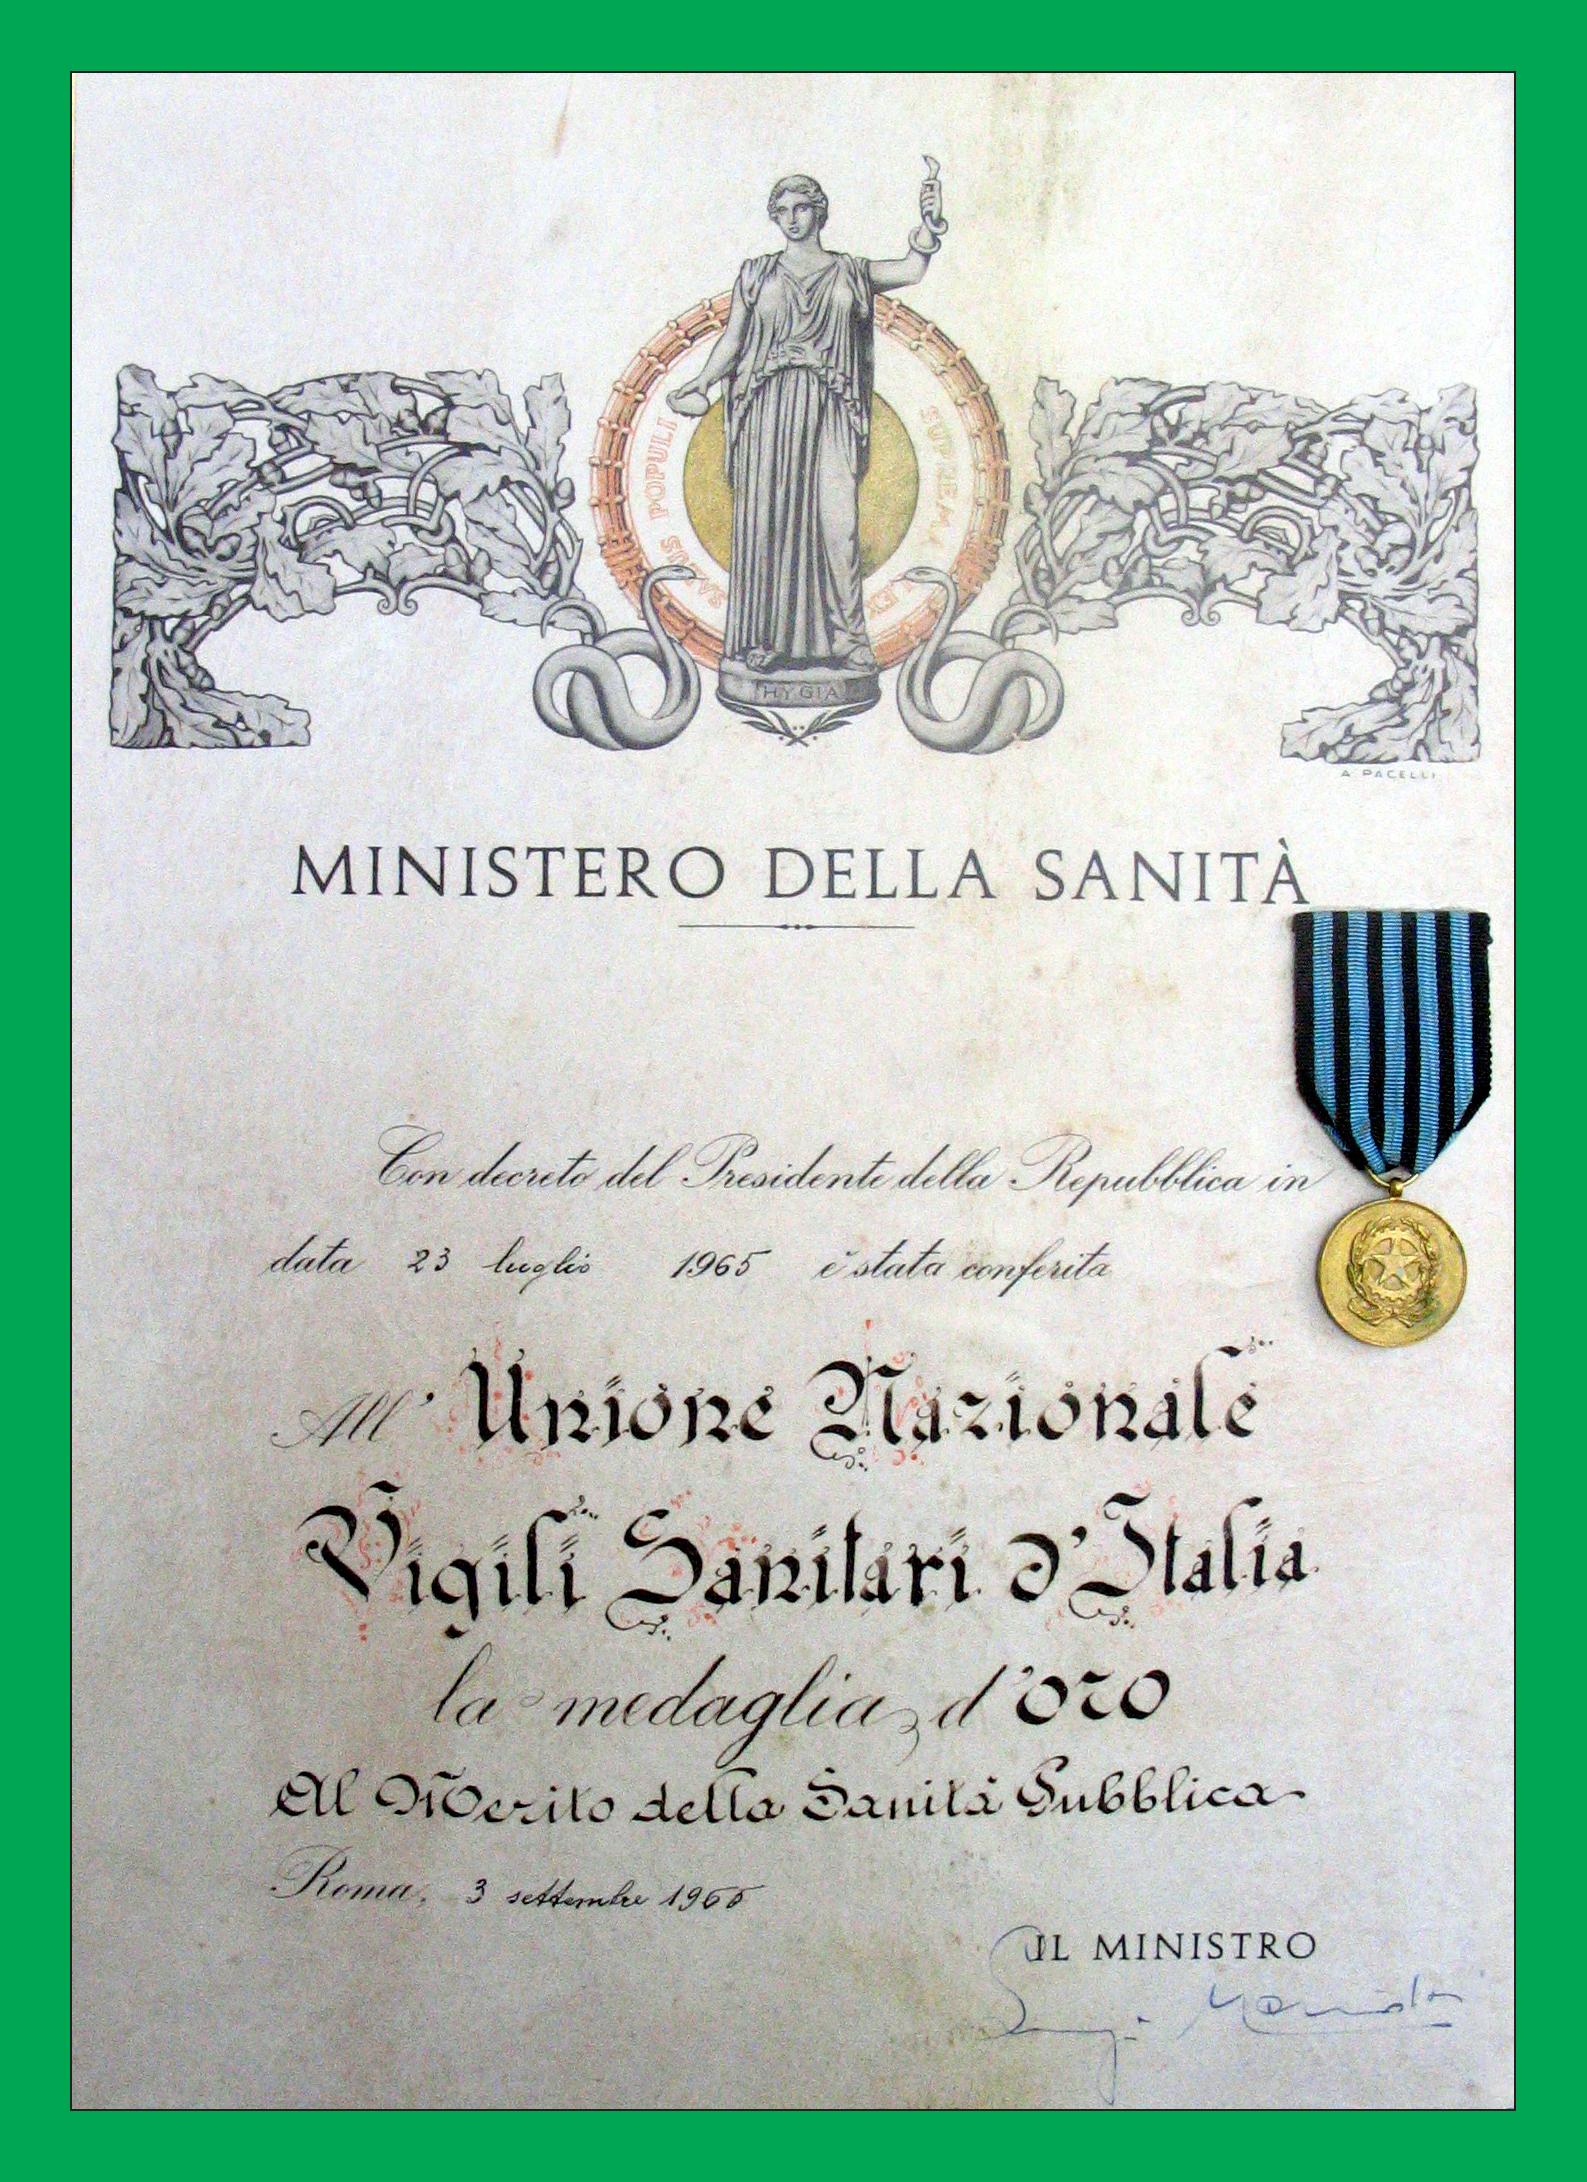 SALVS POPULI SUPREMA LEX
HYGIA
A PACELLI
MINISTERO DELLA SANITÀ
Con decreto del Presidente della Repubblica in
data 23 luglio 1965 è stata conferita
All' Unione Nazionale
Vigili Sanitari d'Italia
la medaglia d'oro
Al Merito della Sanità Pubblica
Roma, 3 settembre 1965
IL MINISTRO